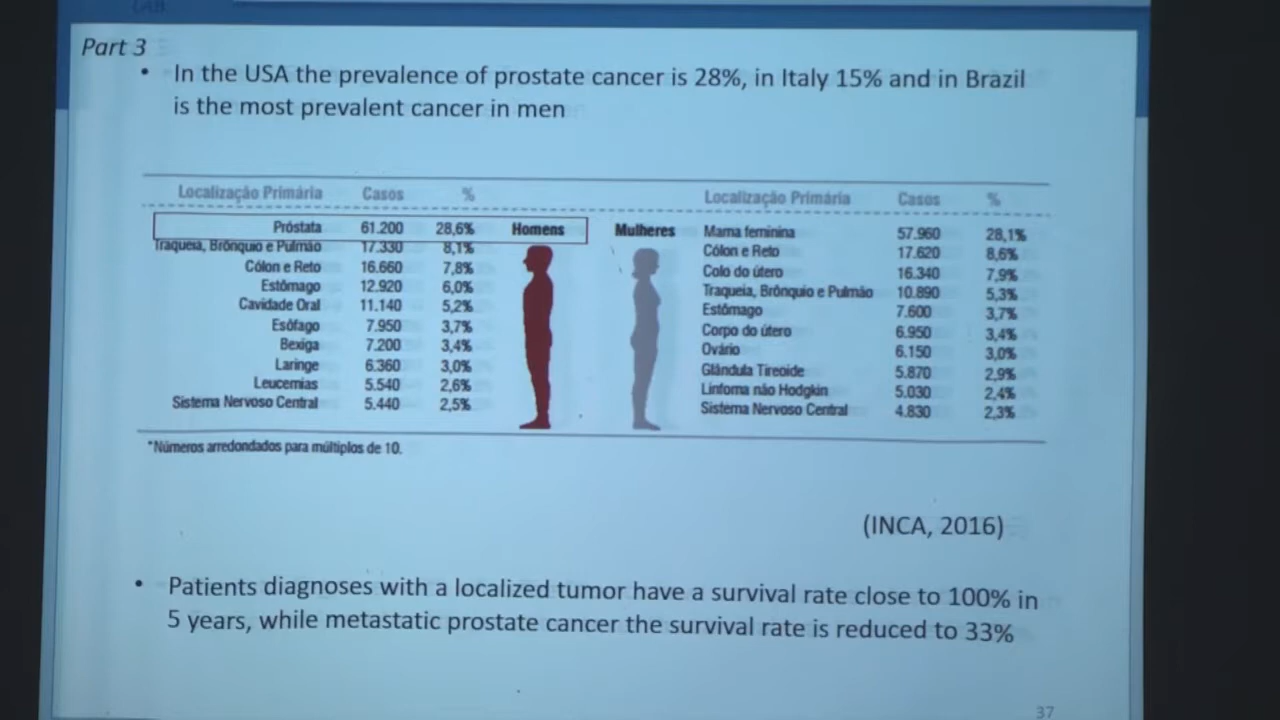 LAB
Part 3
• In the USA the prevalence of prostate cancer is 28%, in Italy 15% and in Brazil
is the most prevalent cancer in men
Localização Primária Casos %
Próstata 61.200 28,6% Homens
Traqueia, Brônquio e Pulmão 17.330 8,1%
Cólon e Reto 16.660 7,8%
Estômago 12.920 6,0%
Cavidade Oral 11.140 5,2%
Esôfago 7.950 3,7%
Bexiga 7.200 3,4%
Laringe 6.360 3,0%
Leucemias 5.540 2,6%
Sistema Nervoso Central 5.440 2,5%
Localização Primária Casos %
Mulheres Mama feminina 57.960 28,1%
Cólon e Reto 17.620 8,6%
Colo do útero 16.340 7,9%
Traqueia, Brônquio e Pulmão 10.890 5,3%
Estômago 7.600 3,7%
Corpo do útero 6.950 3,4%
Ovário 6.150 3,0%
Glândula Tireoide 5.870 2,9%
Linfoma não Hodgkin 5.030 2,4%
Sistema Nervoso Central 4.830 2,3%
*Números arredondados para múltiplos de 10.
(INCA, 2016)
• Patients diagnoses with a localized tumor have a survival rate close to 100% in
5 years, while metastatic prostate cancer the survival rate is reduced to 33%
37